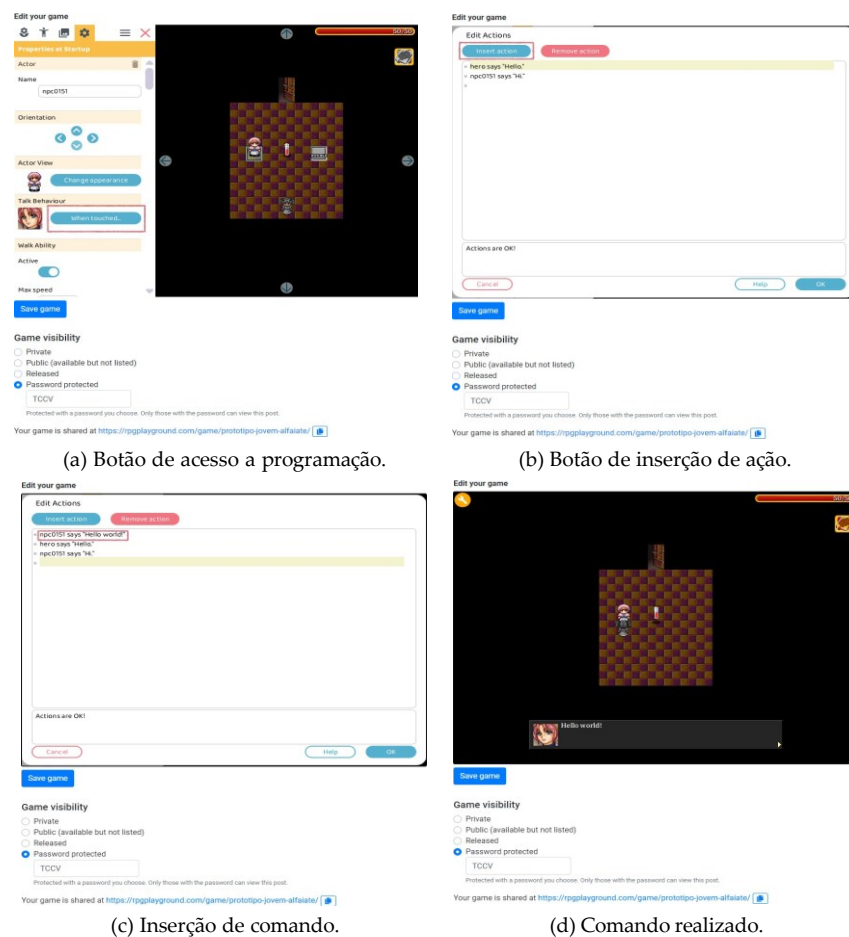 Edit your game
50/50
Properties at Startup
Actor
Name
npc0151
Orientation
Actor View
Change appearance
Talk Behaviour
When touched...
Walk Ability
Active
Max speed
Save game
Game visibility
Private
Public (available but not listed)
Released
Password protected
TCCV
Protected with a password you choose. Only those with the password can view this post.
Your game is shared at https://rpgplayground.com/game/prototipo-jovem-alfaiate/
(a) Botão de acesso a programação.
Edit your game
Edit Actions
Insert action
Remove action
hero says "Hello."
npc0151 says "Hi."
Actions are OK!
Cancel
Help
OK
Save game
Game visibility
Private
Public (available but not listed)
Released
Password protected
TCCV
Protected with a password you choose. Only those with the password can view this post.
Your game is shared at https://rpgplayground.com/game/prototipo-jovem-alfaiate/
(b) Botão de inserção de ação.
Edit your game
Edit Actions
Insert action
Remove action
npc0151 says "Hello world!"
hero says "Hello."
npc0151 says "Hi."
Actions are OK!
Cancel
Help
OK
Save game
Game visibility
Private
Public (available but not listed)
Released
Password protected
TCCV
Protected with a password you choose. Only those with the password can view this post.
Your game is shared at https://rpgplayground.com/game/prototipo-jovem-alfaiate/
(c) Inserção de comando.
Edit your game
Hello world!
Save game
Game visibility
Private
Public (available but not listed)
Released
Password protected
TCCV
Protected with a password you choose. Only those with the password can view this post.
Your game is shared at https://rpgplayground.com/game/prototipo-jovem-alfaiate/
(d) Comando realizado.